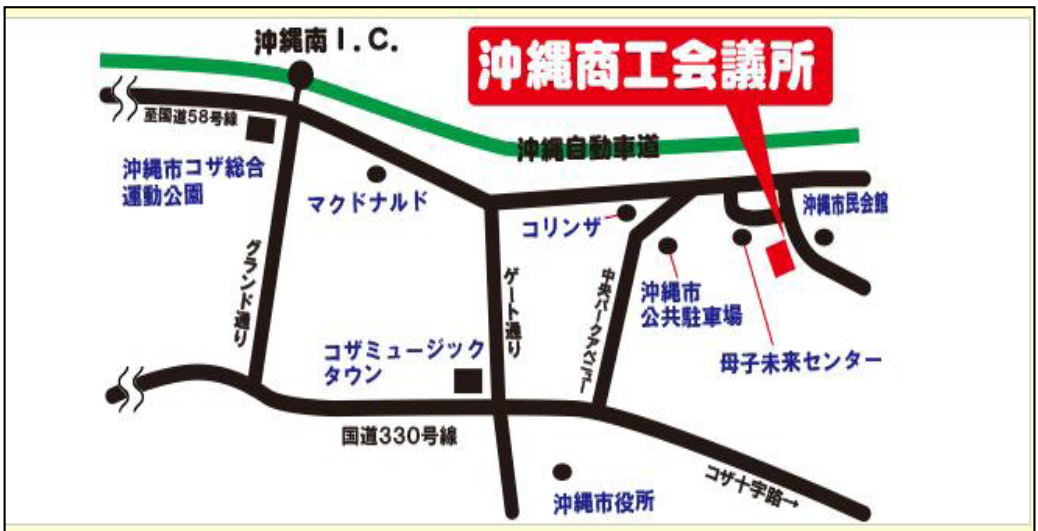 沖縄南I.C.
沖縄商工会議所
至国道58号線
沖縄自動車道
沖縄市コザ総合
運動公園
マクドナルド
コリンザ
沖縄市民会館
グランド通り
ゲート通り
中央パークアベニュー
沖縄市
公共駐車場
母子未来センター
コザミュージック
タウン
国道330号線
コザ十字路→
沖縄市役所